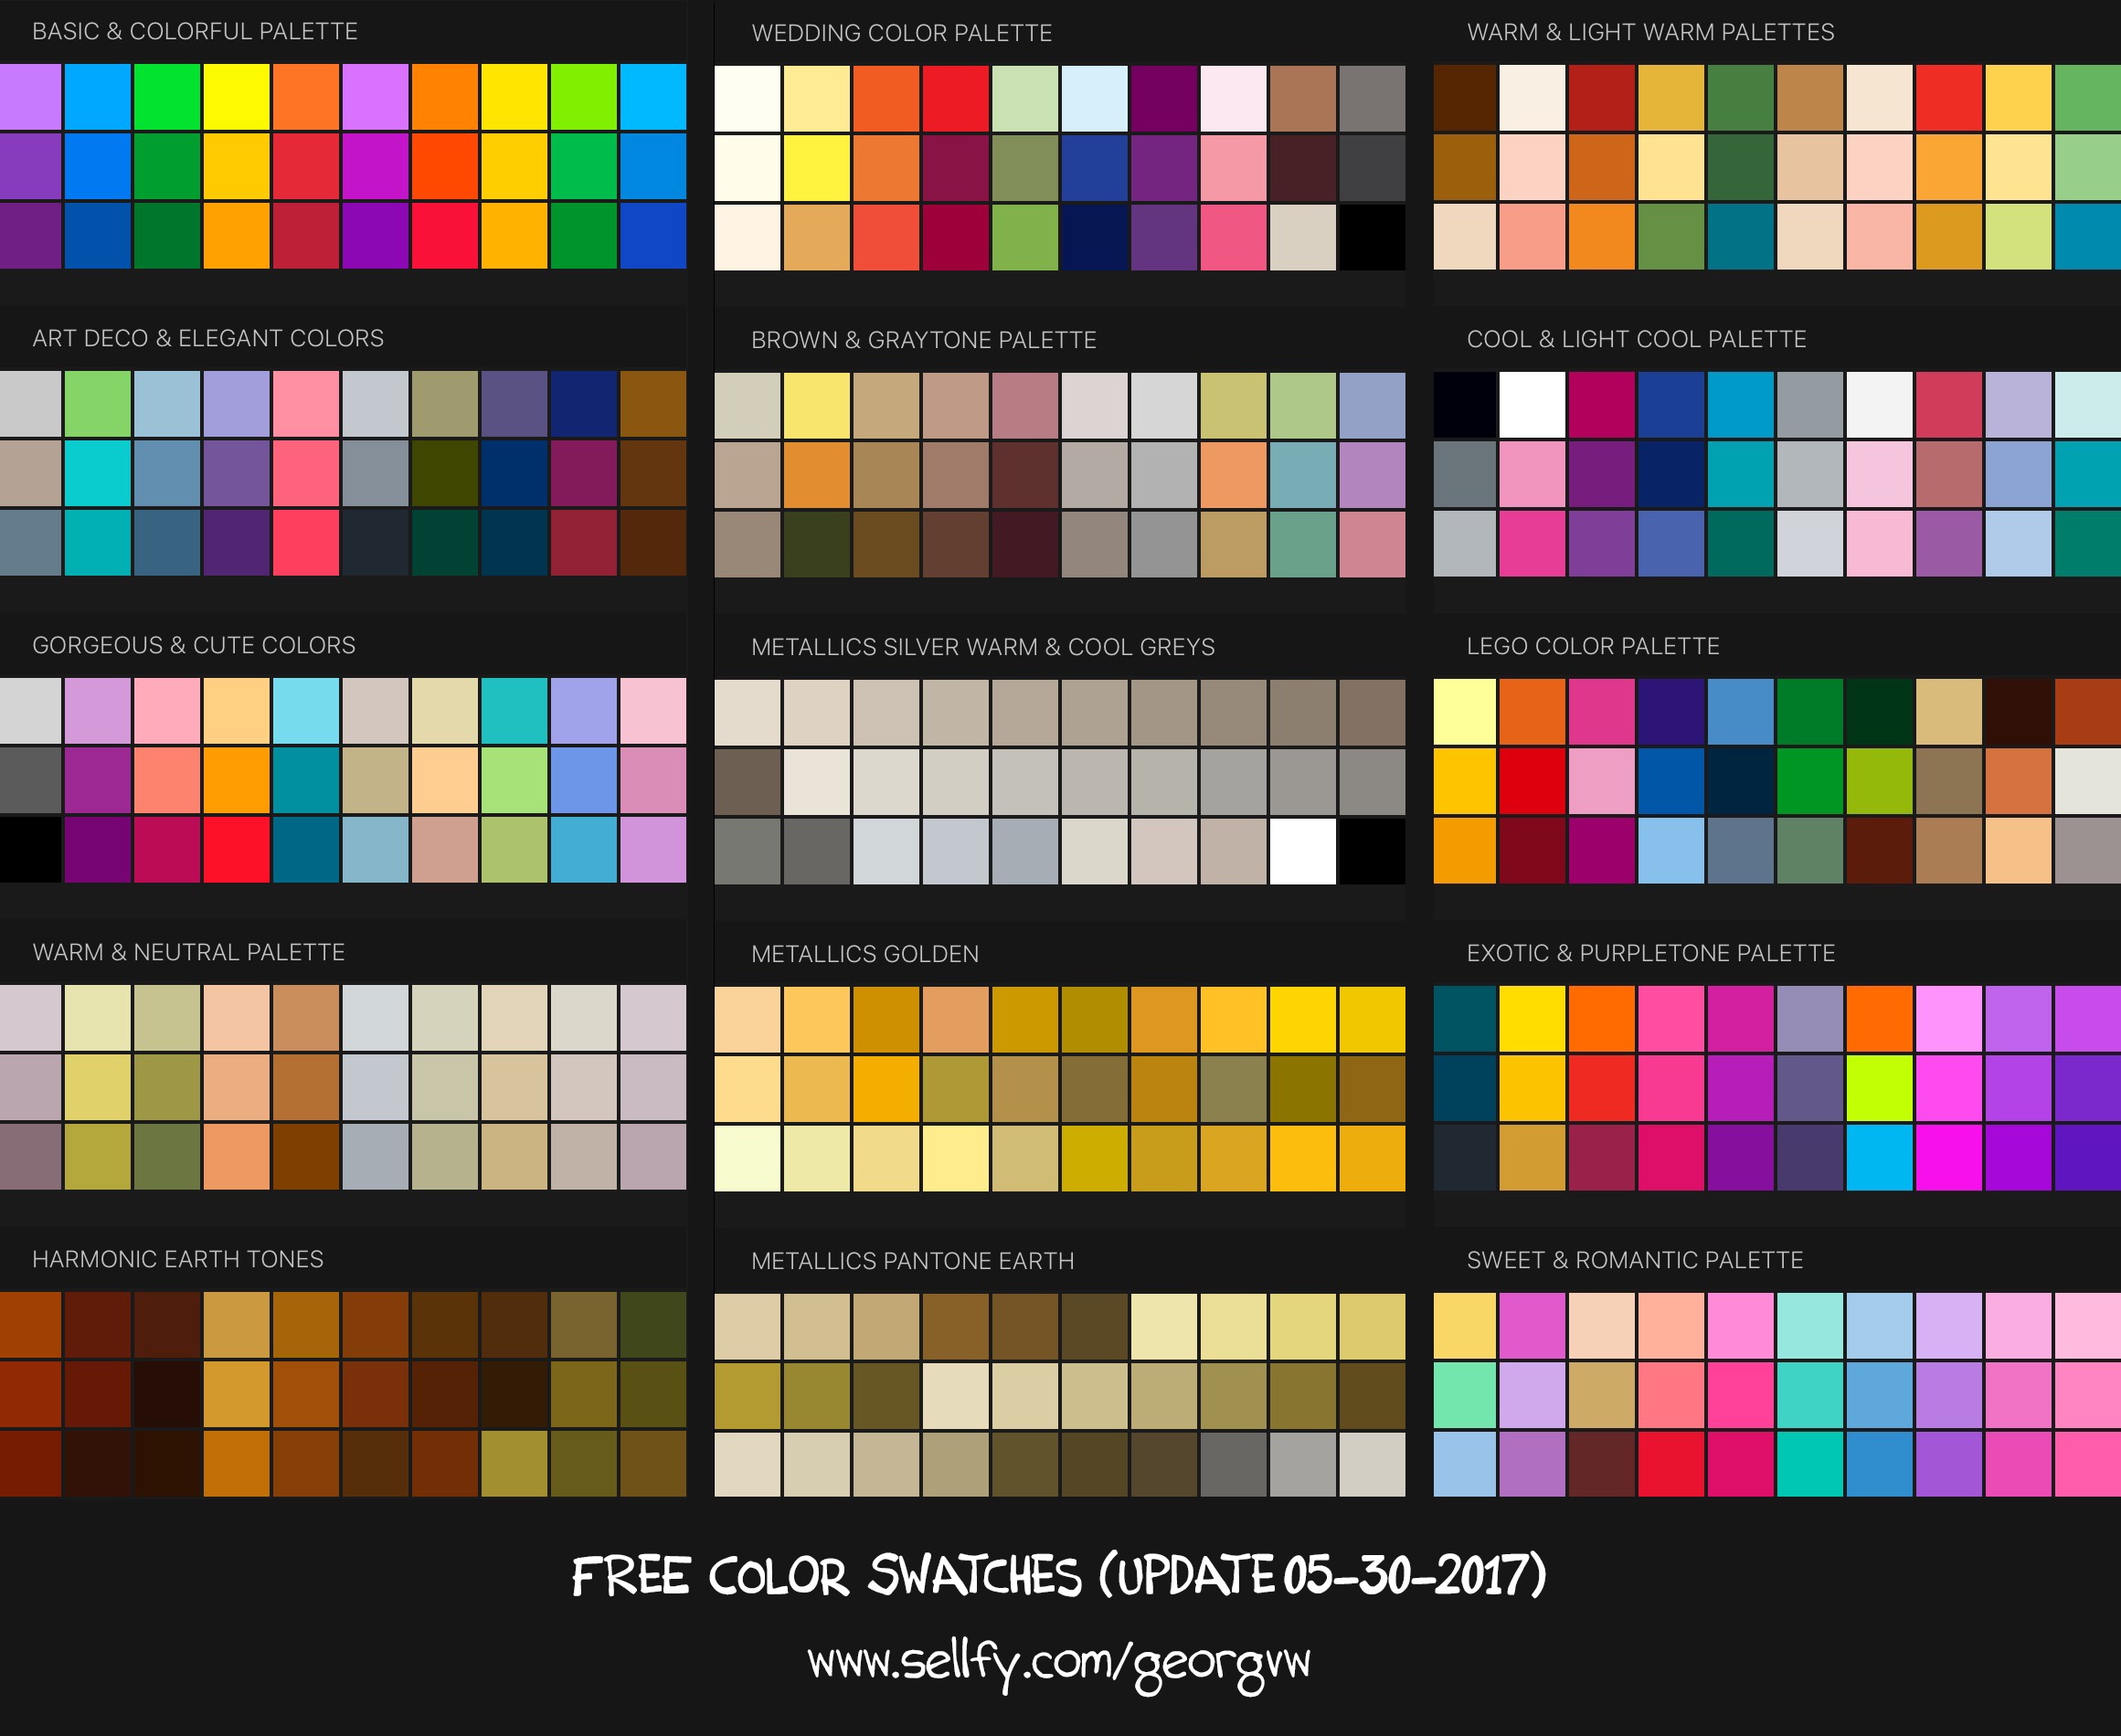 BASIC & COLORFUL PALETTE
WEDDING COLOR PALETTE
WARM & LIGHT WARM PALETTES
ART DECO & ELEGANT COLORS
BROWN & GRAYTONE PALETTE
COOL & LIGHT COOL PALETTE
GORGEOUS & CUTE COLORS
METALLICS SILVER WARM & COOL GREYS
LEGO COLOR PALETTE
WARM & NEUTRAL PALETTE
METALLICS GOLDEN
EXOTIC & PURPLETONE PALETTE
HARMONIC EARTH TONES
METALLICS PANTONE EARTH
SWEET & ROMANTIC PALETTE
FREE COLOR SWATCHES (UPDATE 05-30-2017)
www.sellfy.com/georgvw